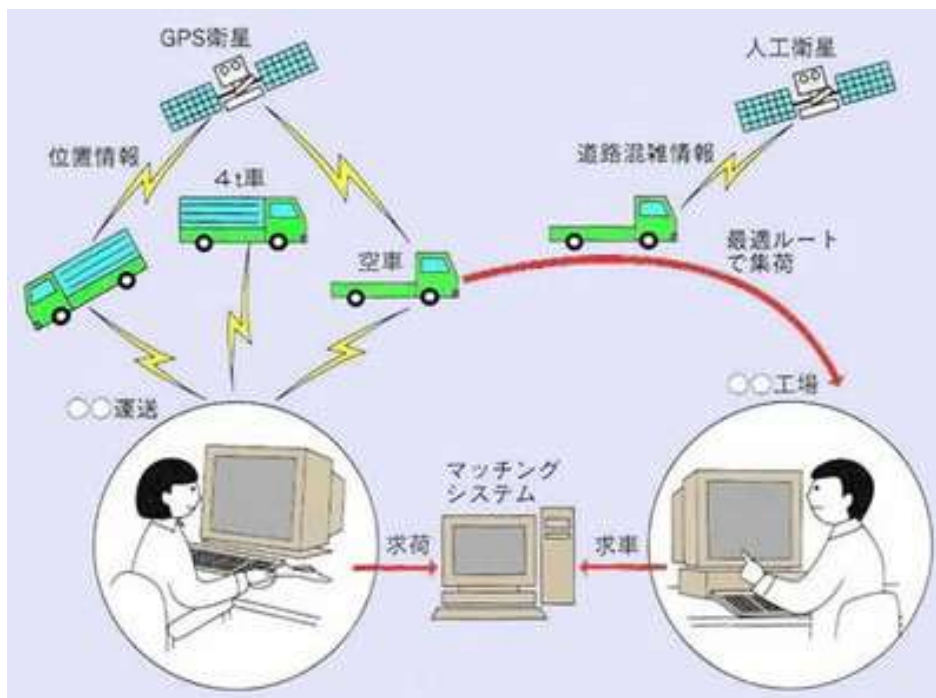 GPS衛星
人工衛星
位置情報
道路混雑情報
4t車
最適ルート
で集荷
空車
○○運送
○○工場
マッチング
システム
求荷
求車